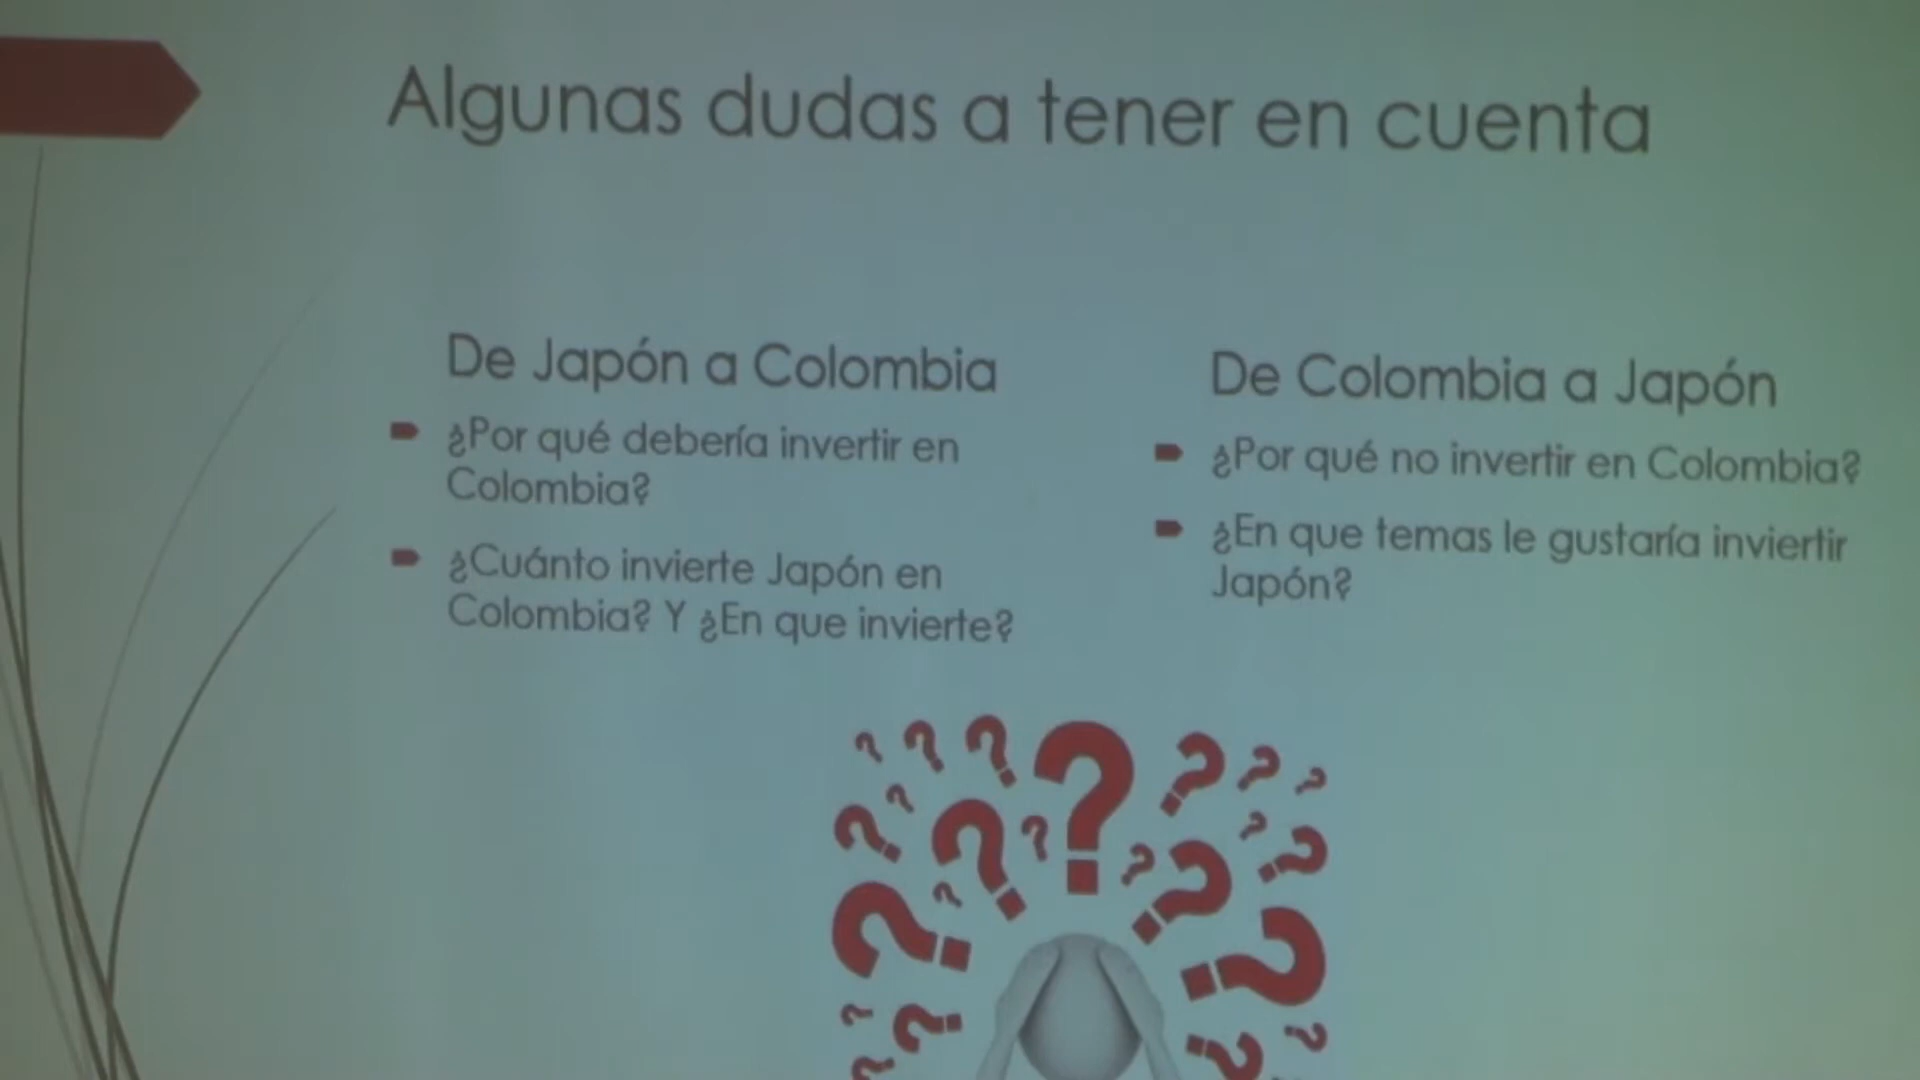 Algunas dudas a tener en cuenta
De Japón a Colombia
¿Por qué debería invertir en
Colombia?
¿Cuánto invierte Japón en
Colombia? Y ¿En que invierte?
De Colombia a Japón
¿Por qué no invertir en Colombia?
¿En que temas le gustaría inviertir
Japón?